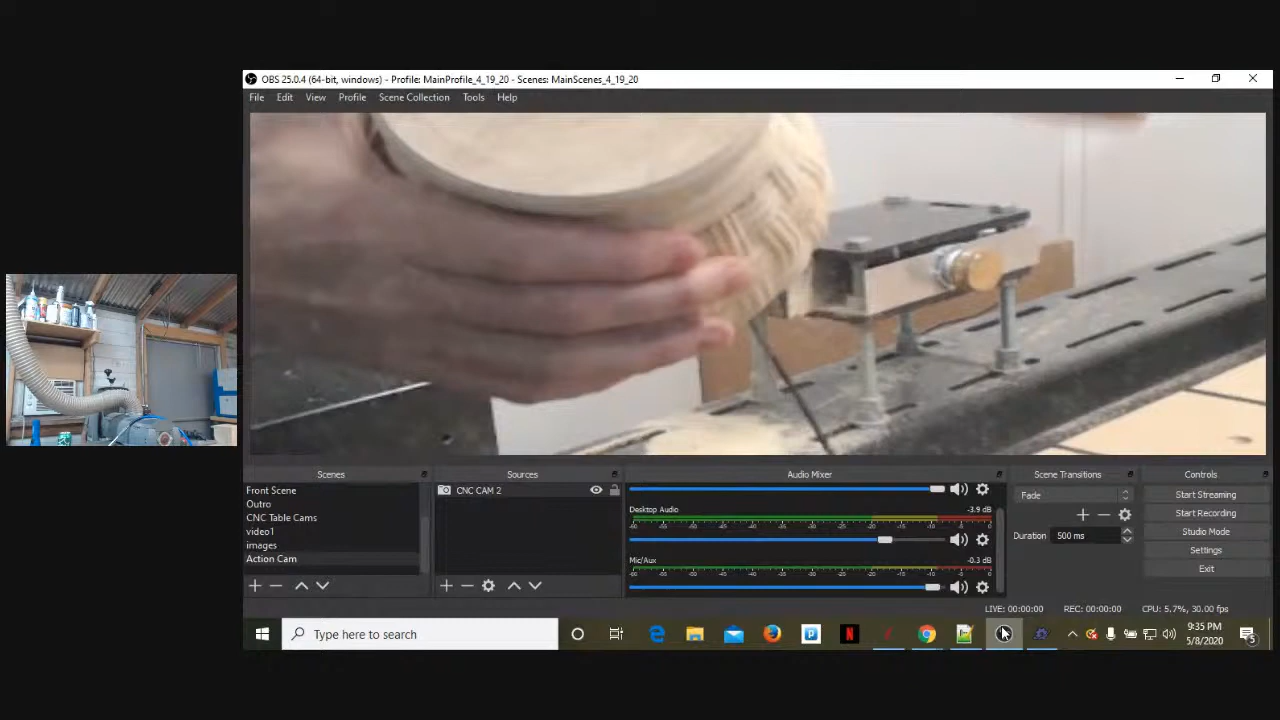 OBS 25.0.4 (64-bit, windows) - Profile: MainProfile_4_19_20 - Scenes: MainScenes_4_19_20
File Edit View Profile Scene Collection Tools Help
Scenes
Sources
Audio Mixer
Scene Transitions
Controls
Front Scene
Outro
CNC Table Cams
video1
images
Action Cam
CNC CAM 2
Desktop Audio
-3.9 dB
Mic/Aux
-0.3 dB
Fade
Duration 500 ms
Start Streaming
Start Recording
Studio Mode
Settings
Exit
LIVE: 00:00:00 REC: 00:00:00 CPU: 5.7%, 30.00 fps
Type here to search
9:35 PM
5/8/2020